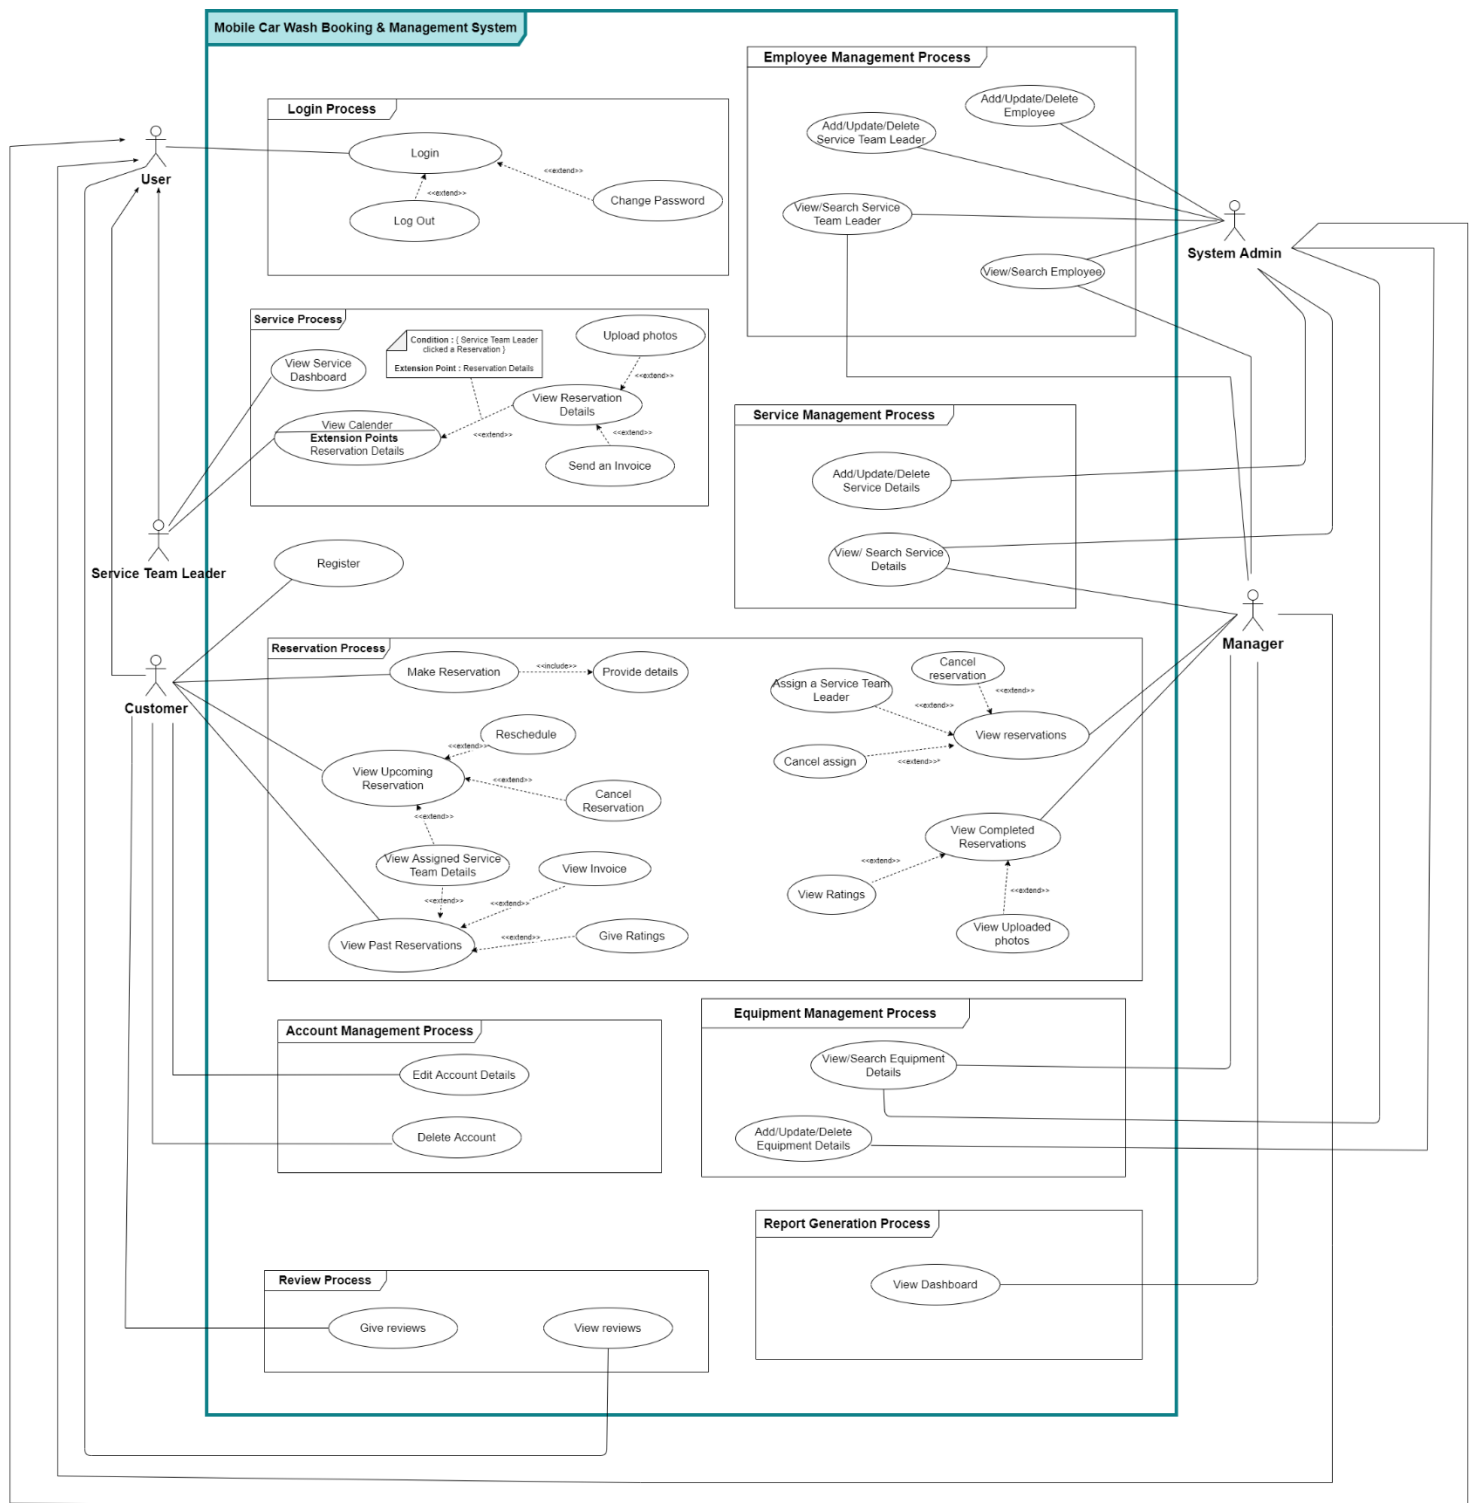 Mobile Car Wash Booking & Management System
Employee Management Process
Add/Update/Delete
Employee
Add/Update/Delete
Service Team Leader
View/Search Service
Team Leader
View/Search Employee
System Admin
Login Process
Login
<<extend>>
<<extend>>
Change Password
Log Out
User
Service Process
View Service
Dashboard
Condition : { Service Team Leader
clicked a Reservation }
Extension Point : Reservation Details
Upload photos
<<extend>>
View Reservation
Details
View Calender
Extension Points
Reservation Details
<<extend>>
<<extend>>
Send an Invoice
Service Team Leader
Service Management Process
Add/Update/Delete
Service Details
View/ Search Service
Details
Manager
Register
Customer
Reservation Process
Make Reservation
<<include>>
Provide details
Reschedule
<<extend>>
View Upcoming
Reservation
<<extend>>
Cancel
Reservation
<<extend>>
View Assigned Service
Team Details
View Invoice
<<extend>>
<<extend>>
View Past Reservations
<<extend>>
Give Ratings
Cancel
reservation
Assign a Service Team
Leader
<<extend>>
<<extend>>
View reservations
Cancel assign
<<extend>>*
View Completed
Reservations
<<extend>>
View Ratings
<<extend>>
View Uploaded
photos
Account Management Process
Edit Account Details
Delete Account
Equipment Management Process
View/Search Equipment
Details
Add/Update/Delete
Equipment Details
Report Generation Process
View Dashboard
Review Process
Give reviews
View reviews